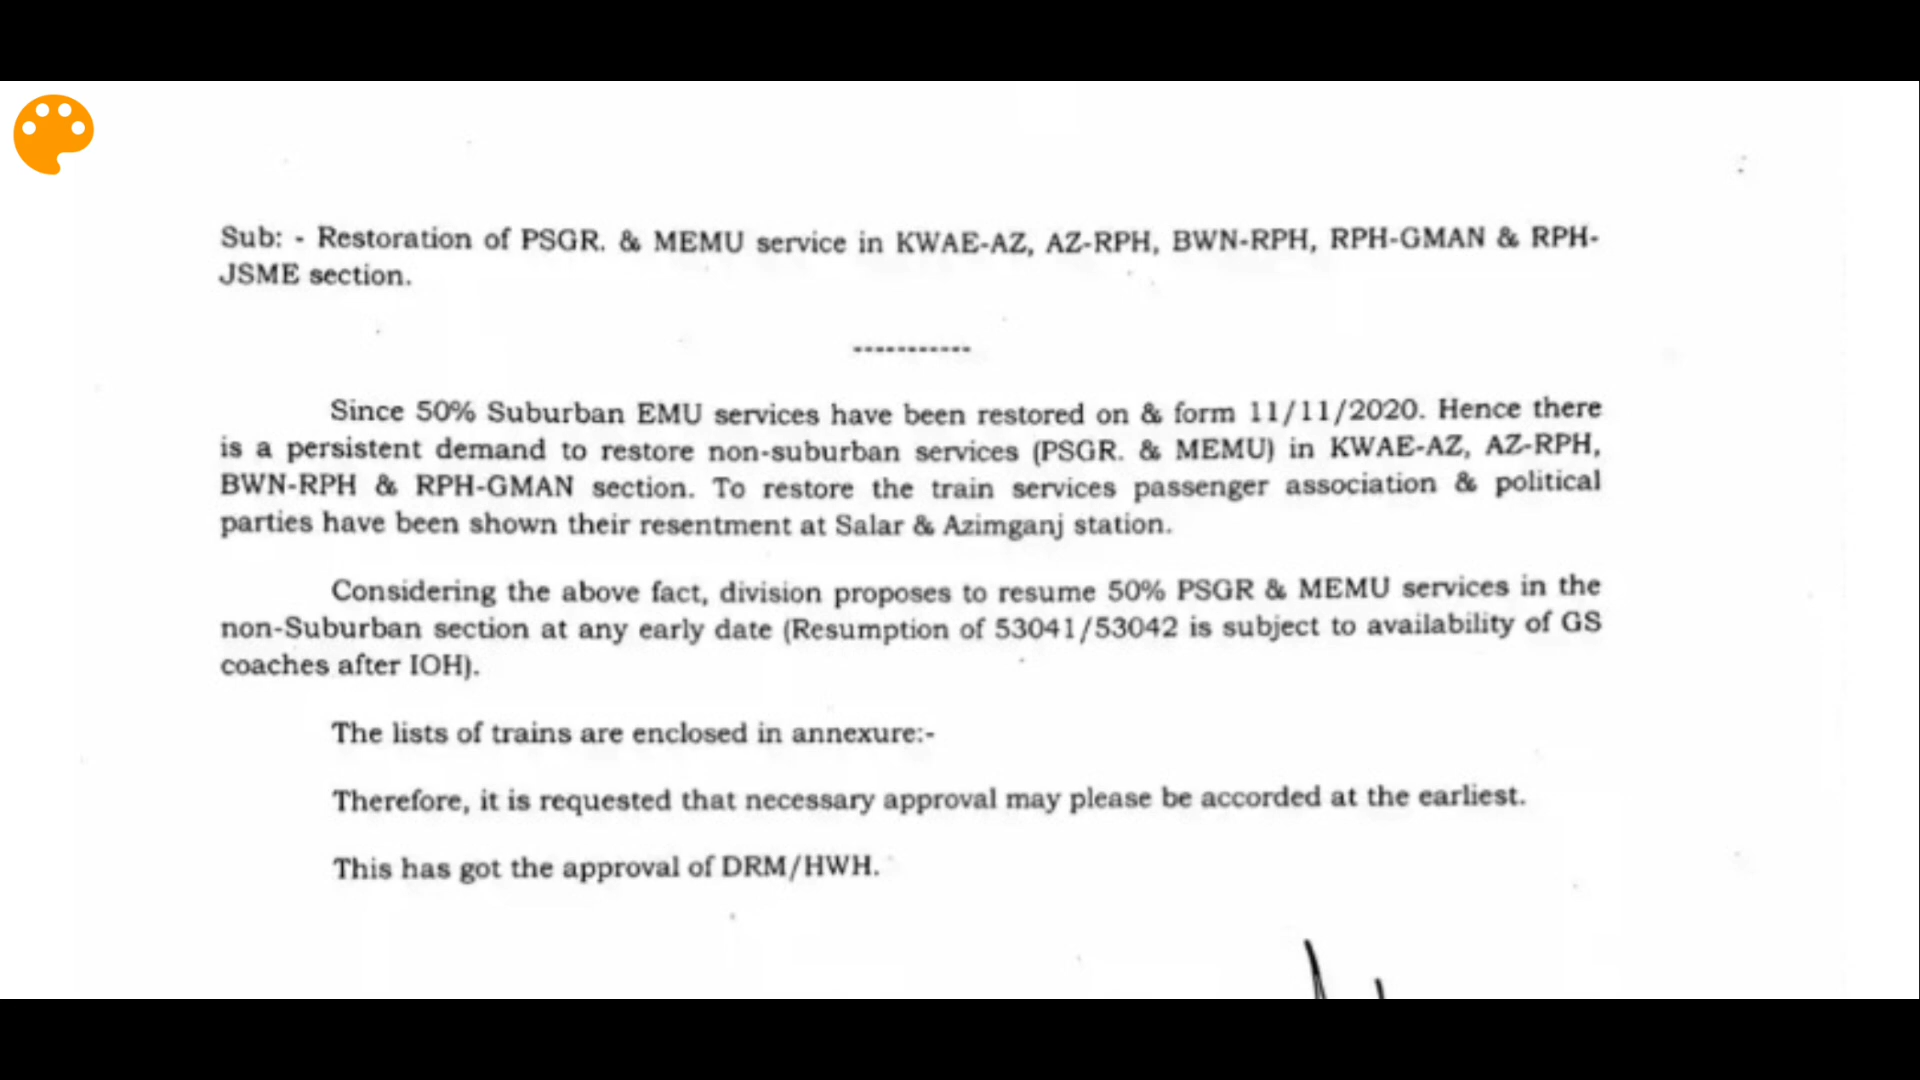 Sub: - Restoration of PSGR. & MEMU service in KWAE-AZ, AZ-RPH, BWN-RPH, RPH-GMAN & RPH-
JSME section.
-----------
Since 50% Suburban EMU services have been restored on & form 11/11/2020. Hence there
is a persistent demand to restore non-suburban services (PSGR. & MEMU) in KWAE-AZ, AZ-RPH,
BWN-RPH & RPH-GMAN section. To restore the train services passenger association & political
parties have been shown their resentment at Salar & Azimganj station.
Considering the above fact, division proposes to resume 50% PSGR & MEMU services in the
non-Suburban section at any early date (Resumption of 53041/53042 is subject to availability of GS
coaches after IOH).
The lists of trains are enclosed in annexure:-
Therefore, it is requested that necessary approval may please be accorded at the earliest.
This has got the approval of DRM/HWH.